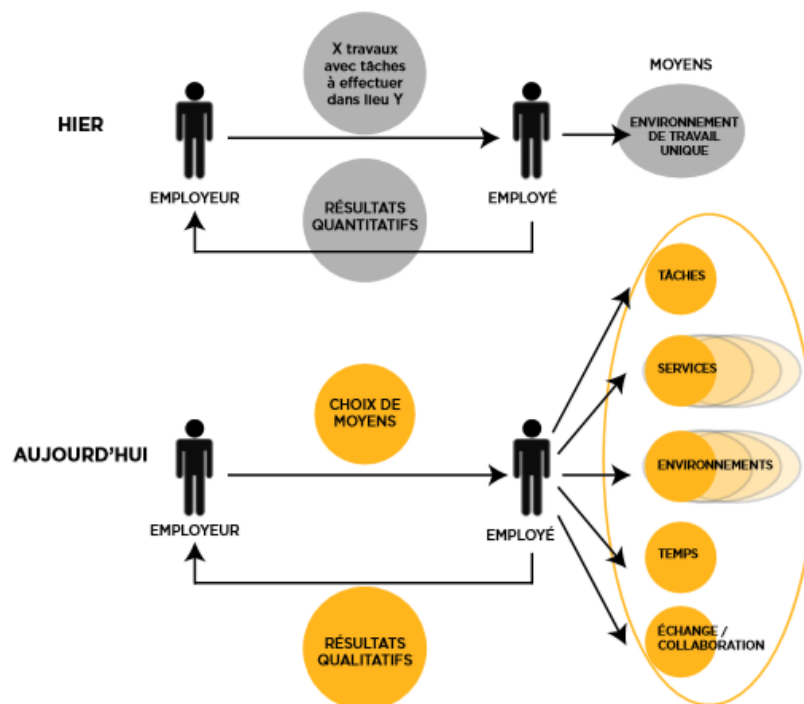 X travaux
avec tâches
à effectuer
dans lieu Y
MOYENS
HIER
ENVIRONNEMENT
DE TRAVAIL
UNIQUE
EMPLOYEUR
EMPLOYÉ
RÉSULTATS
QUANTITATIFS
TÂCHES
SERVICES
CHOIX DE
MOYENS
AUJOURD'HUI
ENVIRONNEMENTS
EMPLOYEUR
EMPLOYÉ
TEMPS
RÉSULTATS
QUALITATIFS
ÉCHANGE /
COLLABORATION